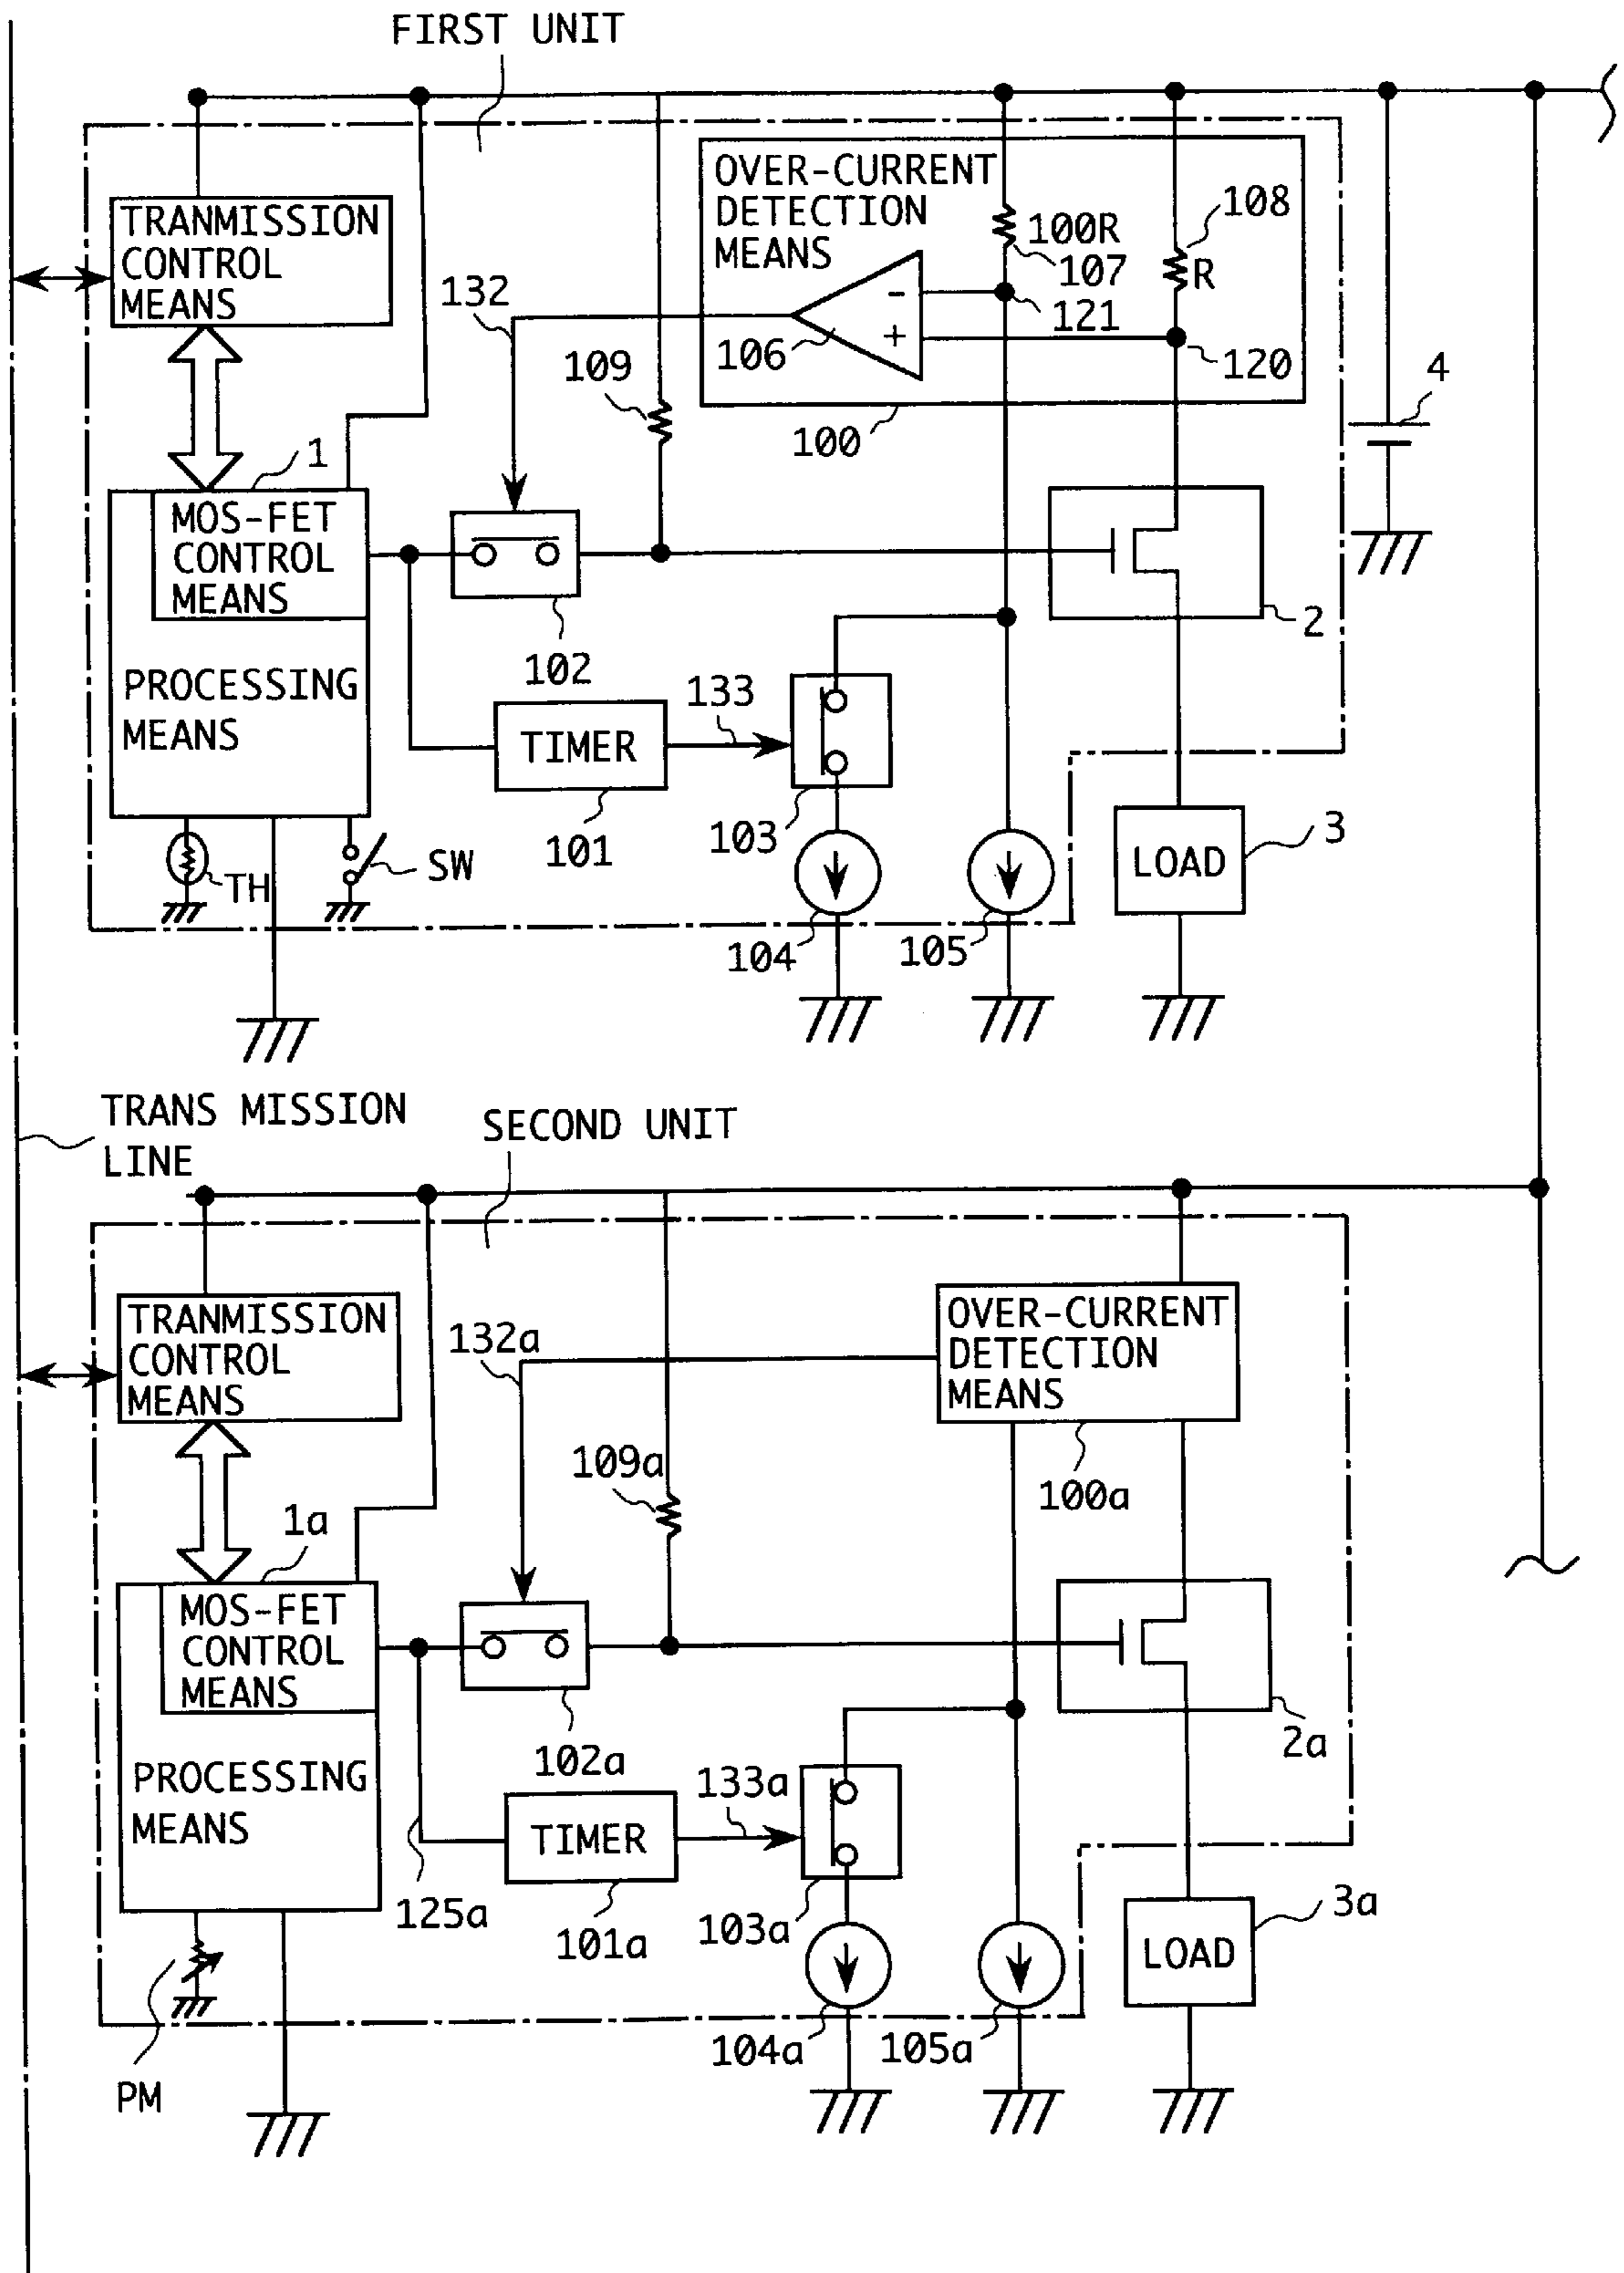 FIRST UNIT
OVER-CURRENT
DETECTION
MEANS
TRANMISSION
CONTROL
MEANS
108
100R
107
R
132
121
106
+
-
120
109
4
100
1
MOS-FET
CONTROL
MEANS
2
102
PROCESSING
MEANS
133
TIMER
103
101
3
LOAD
TH
SW
104
105
TRANS MISSION
LINE
SECOND UNIT
TRANMISSION
CONTROL
MEANS
OVER-CURRENT
DETECTION
MEANS
132a
109a
100a
1a
MOS-FET
CONTROL
MEANS
2a
102a
PROCESSING
MEANS
133a
TIMER
125a
101a
103a
3a
LOAD
104a
105a
PM